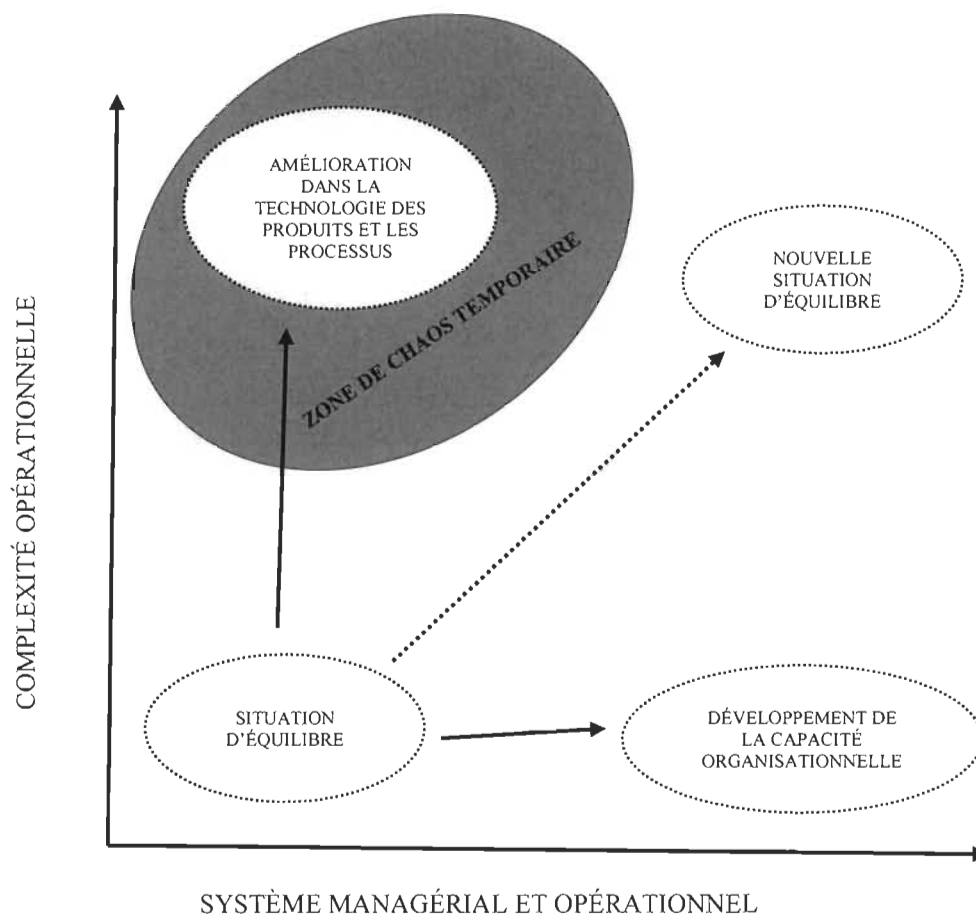 AMÉLIORATION
DANS LA
TECHNOLOGIE DES
PRODUITS ET LES
PROCESSUS
ZONE DE CHAOS TEMPORAIRE
NOUVELLE
SITUATION
D'ÉQUILIBRE
COMPLEXITÉ OPÉRATIONNELLE
SITUATION
D'ÉQUILIBRE
DÉVELOPPEMENT DE
LA CAPACITÉ
ORGANISATIONNELLE
SYSTÈME MANAGÉRIAL ET OPÉRATIONNEL